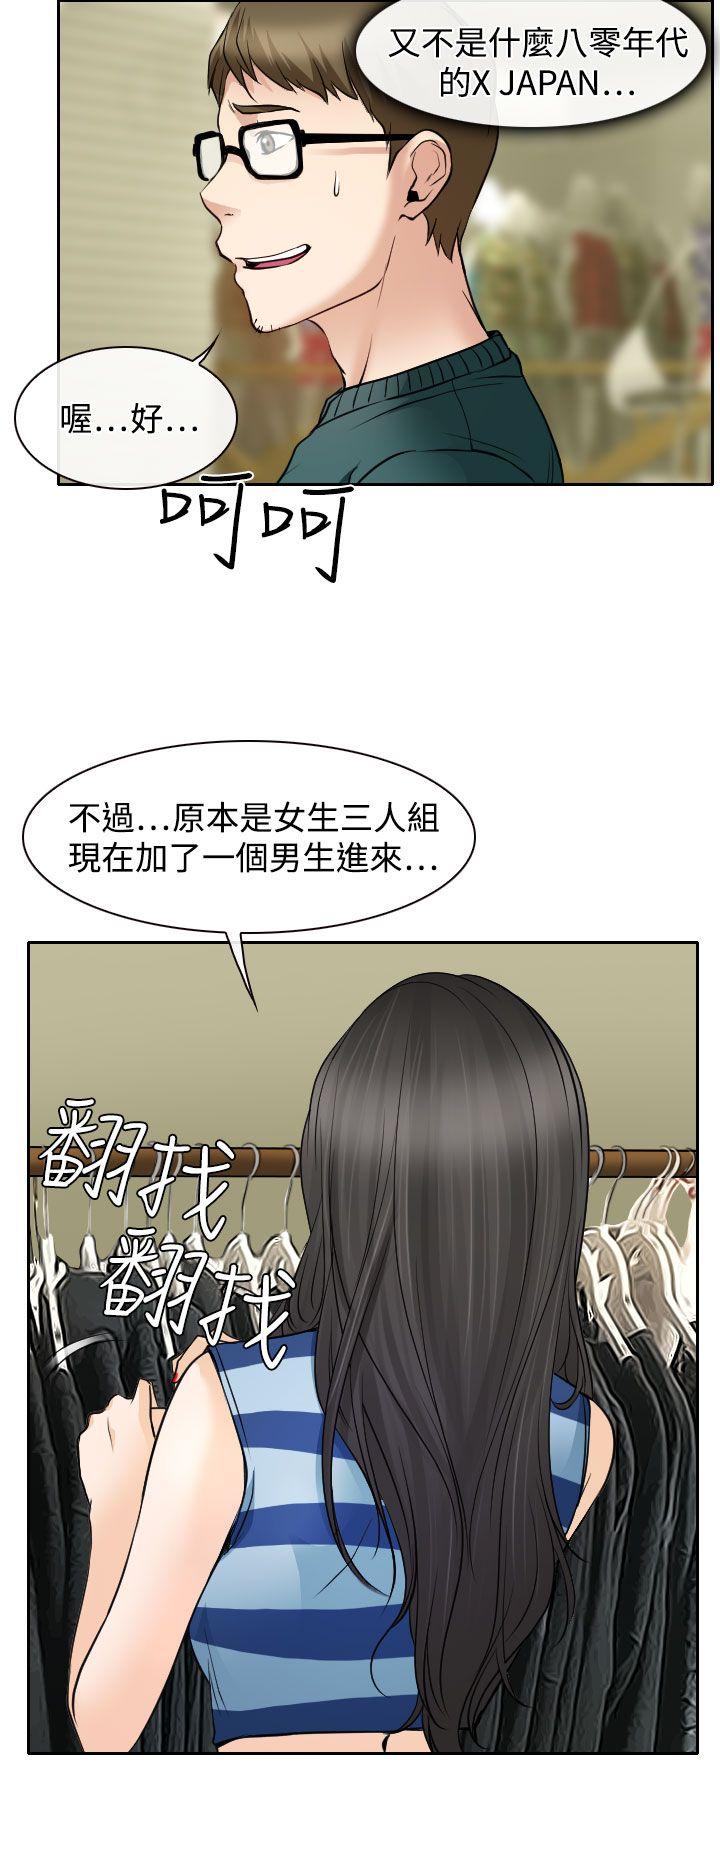 又不是什麼八零年代
的X JAPAN...
喔...好...
呵呵
不過...原本是女生三人組
現在加了一個男生進來...
翻找
翻找